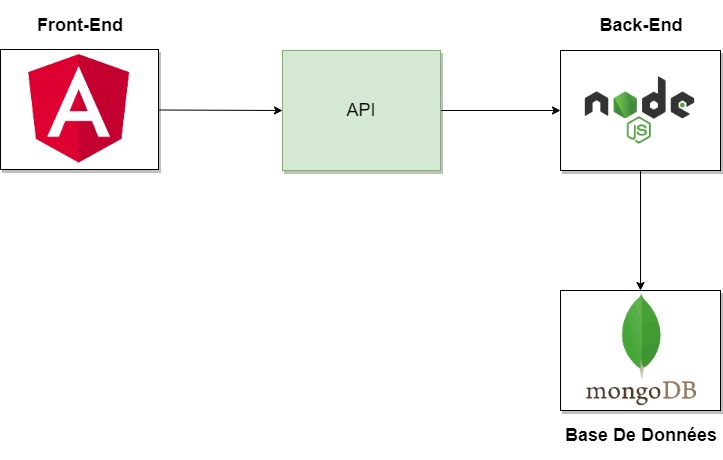 Front-End
Back-End
A
API
node
JS
mongoDB
Base De Données